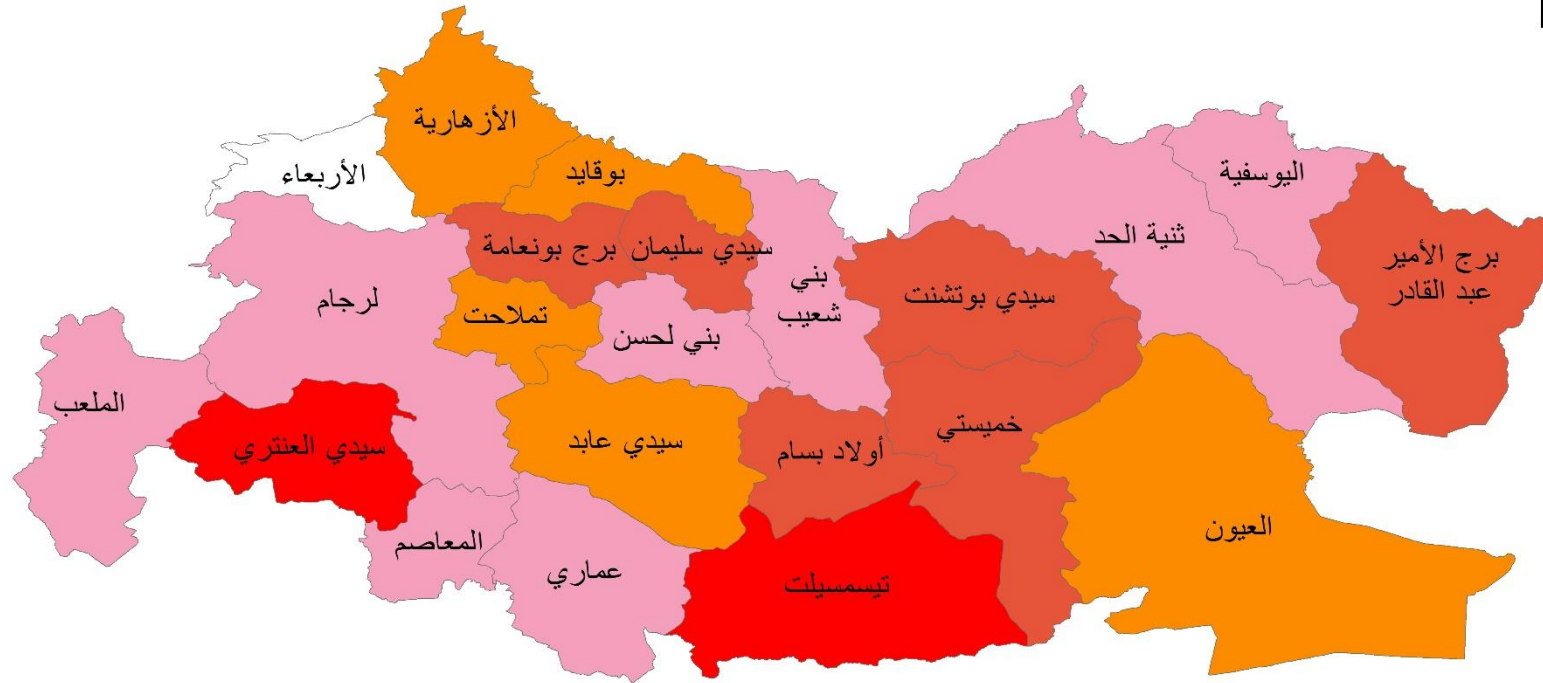 الأزهارية
بوقايد
الأربعاء
اليوسفية
ثنية الحد
برج الأمير
عبد القادر
سيدي سليمان
برج بونعامة
بني
شعيب
سيدي بوتشنت
لرجام
تملاحت
بني لحسن
الملعب
سيدي العنتري
سيدي عابد
أولاد بسام
خميستي
العيون
المعاصم
عماري
تيسمسيلت